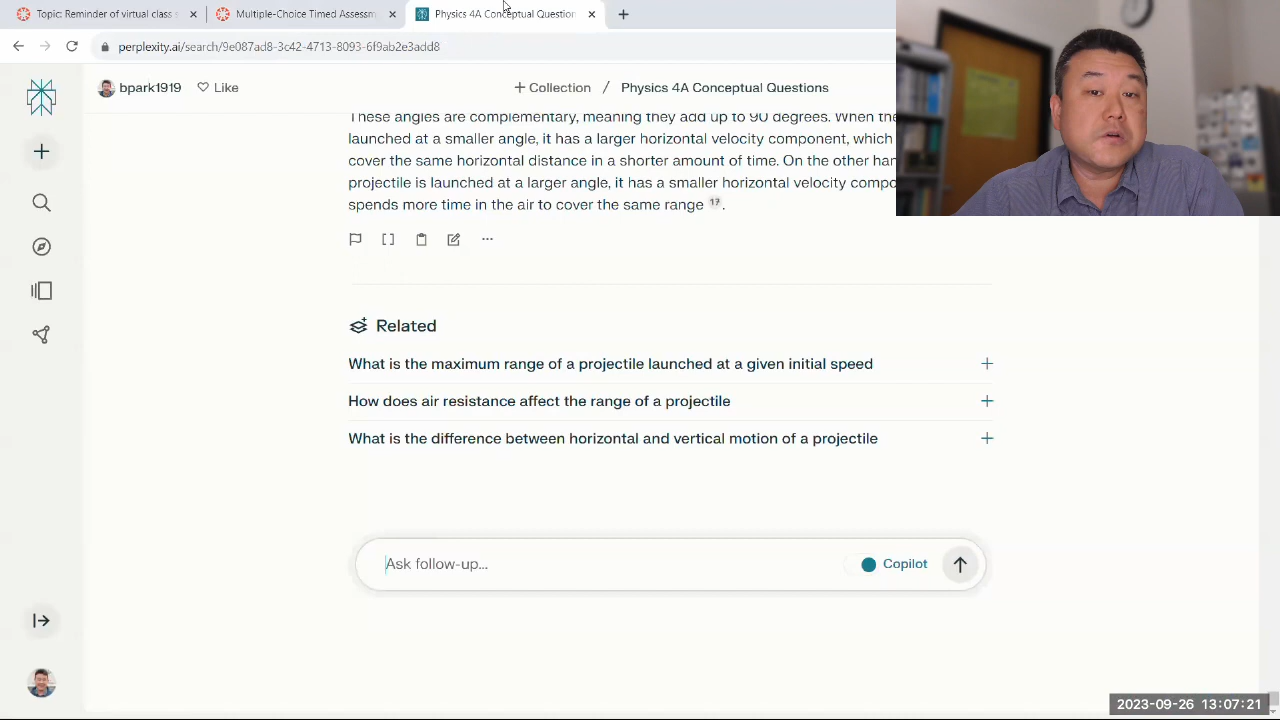 Topic: Reminder of virtual class s
Multiple-Choice Timed Assessm
Physics 4A Conceptual Question
perplexity.ai/search/9e087ad8-3c42-4713-8093-6f9ab2e3add8
bpark1919
Like
Collection / Physics 4A Conceptual Questions
These angles are complementary, meaning they add up to 90 degrees. When the
launched at a smaller angle, it has a larger horizontal velocity component, which
cover the same horizontal distance in a shorter amount of time. On the other han
projectile is launched at a larger angle, it has a smaller horizontal velocity compo
spends more time in the air to cover the same range 17.
Related
What is the maximum range of a projectile launched at a given initial speed
How does air resistance affect the range of a projectile
What is the difference between horizontal and vertical motion of a projectile
Ask follow-up...
Copilot
2023-09-26 13:07:21